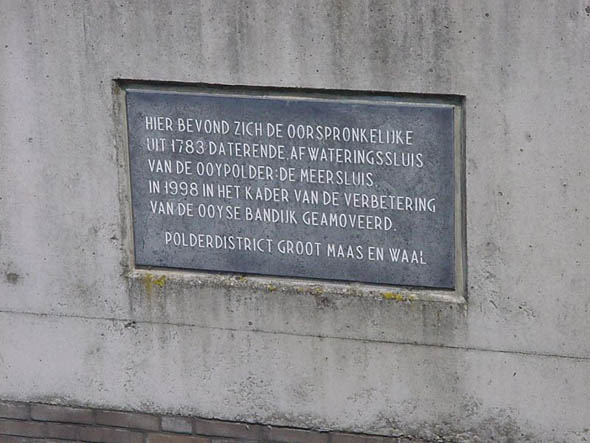 HIER BEVOND ZICH DE OORSPRONKELIJKE
UIT 1783 DATERENDE AFWATERINGSSLUIS
VAN DE OOYPOLDER: DE MEERSLUIS.
IN 1998 IN HET KADER VAN DE VERBETERING
VAN DE OOYSE BANDIJK GEAMOVEERD.
POLDERDISTRICT GROOT MAAS EN WAAL